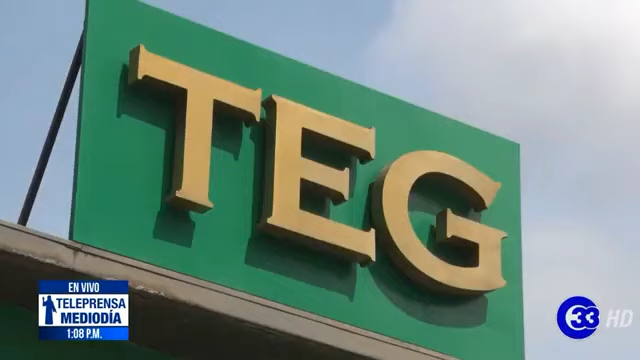 TEG
EN VIVO
TELEPRENSA
MEDIODÍA
1:08 P.M.
33 HD